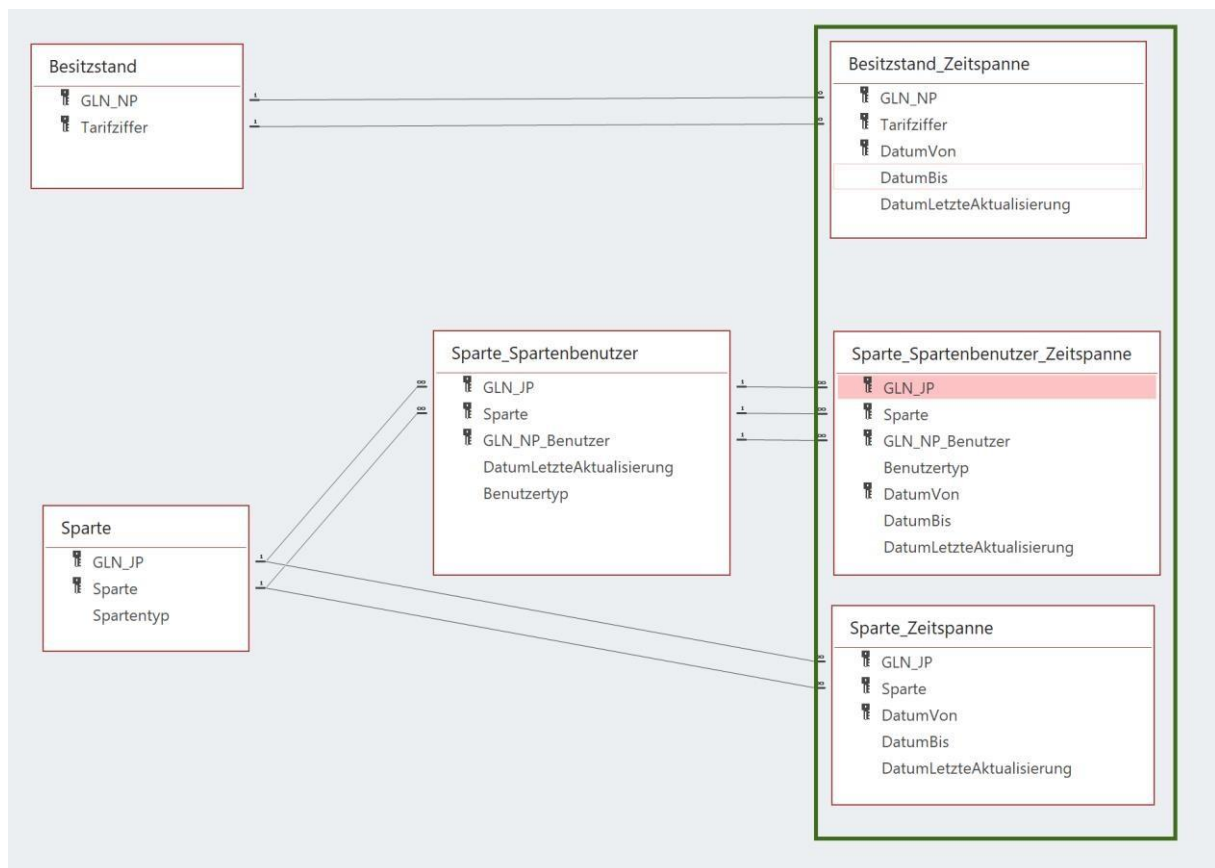 Besitzstand
GLN_NP
Tarifziffer
Besitzstand_Zeitspanne
GLN_NP
Tarifziffer
DatumVon
DatumBis
DatumLetzteAktualisierung
Sparte_Spartenbenutzer
GLN_JP
Sparte
GLN_NP_Benutzer
DatumLetzteAktualisierung
Benutzertyp
Sparte_Spartenbenutzer_Zeitspanne
GLN_JP
Sparte
GLN_NP_Benutzer
Benutzertyp
DatumVon
DatumBis
DatumLetzteAktualisierung
Sparte
GLN_JP
Sparte
Spartentyp
Sparte_Zeitspanne
GLN_JP
Sparte
DatumVon
DatumBis
DatumLetzteAktualisierung